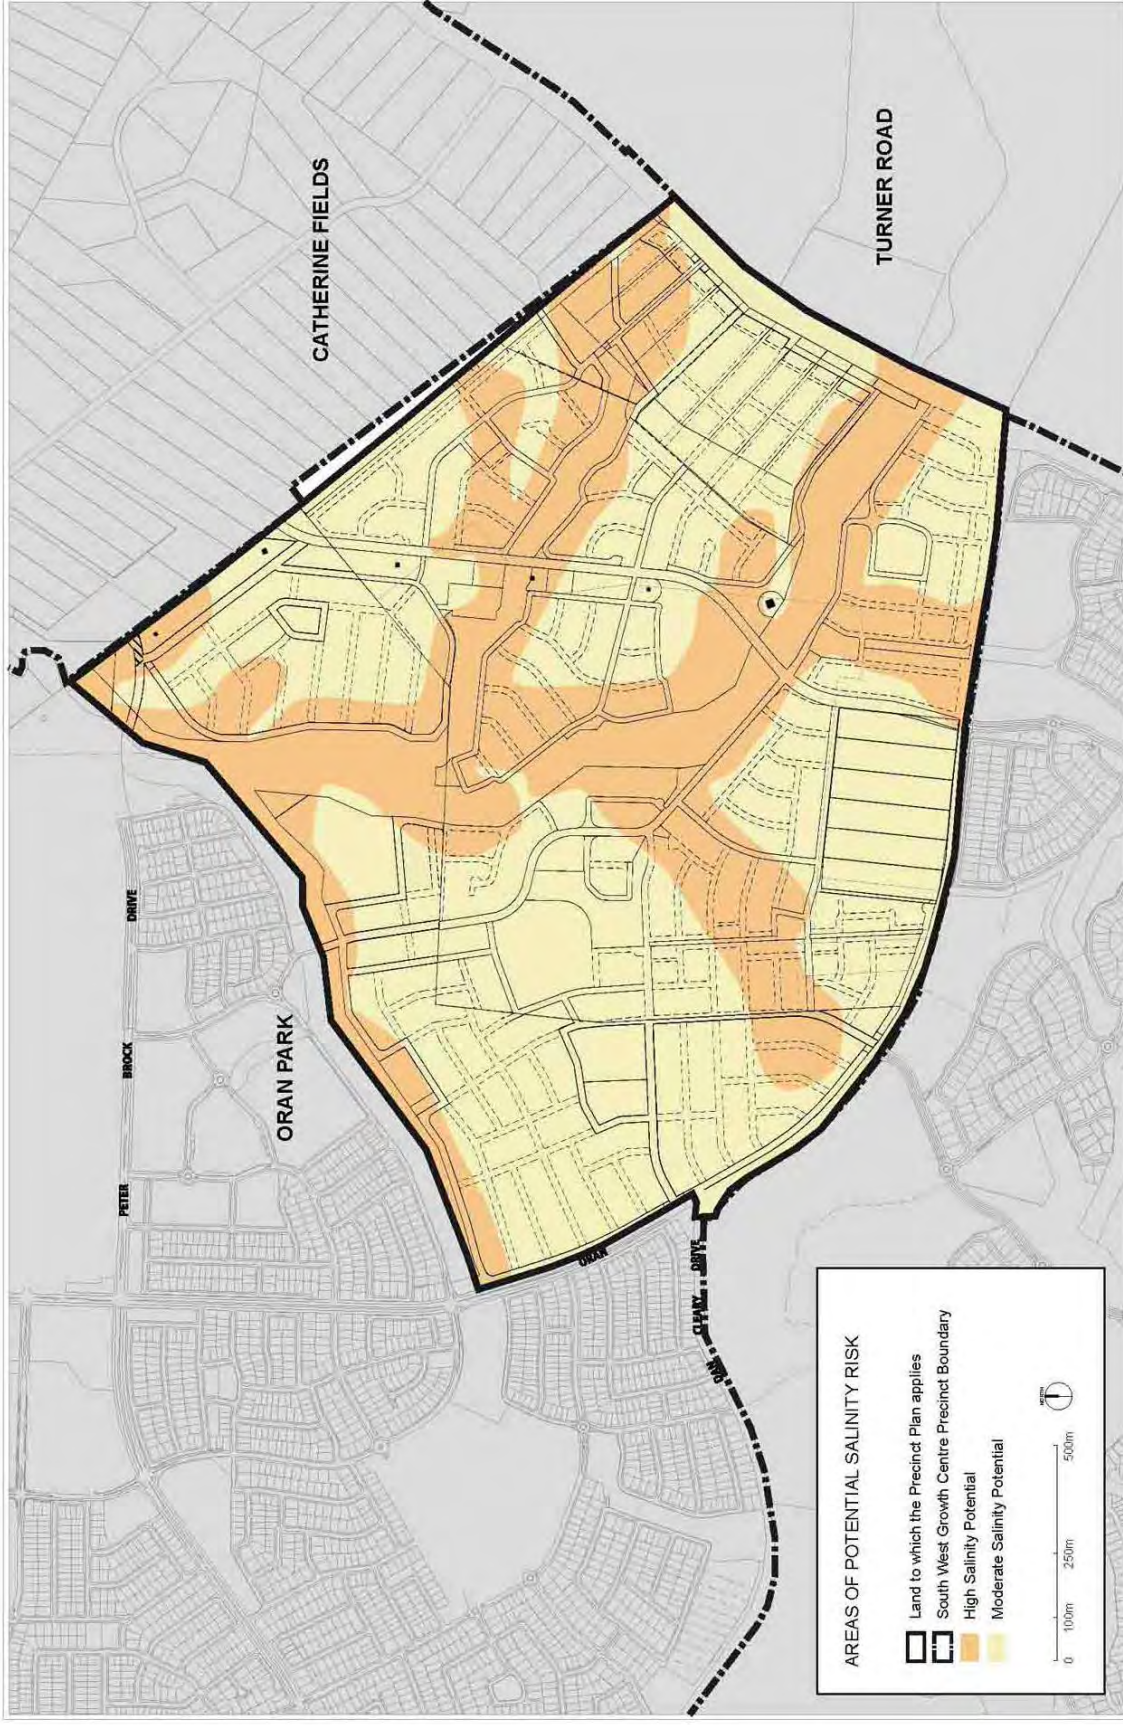 CATHERINE FIELDS
TURNER ROAD
ORAN PARK
PETER
BROCK
DRIVE
ORAN
DAN
CLEARY
DRIVE
AREAS OF POTENTIAL SALINITY RISK
Land to which the Precinct Plan applies
South West Growth Centre Precinct Boundary
High Salinity Potential
Moderate Salinity Potential
0 100m 250m 500m
NORTH